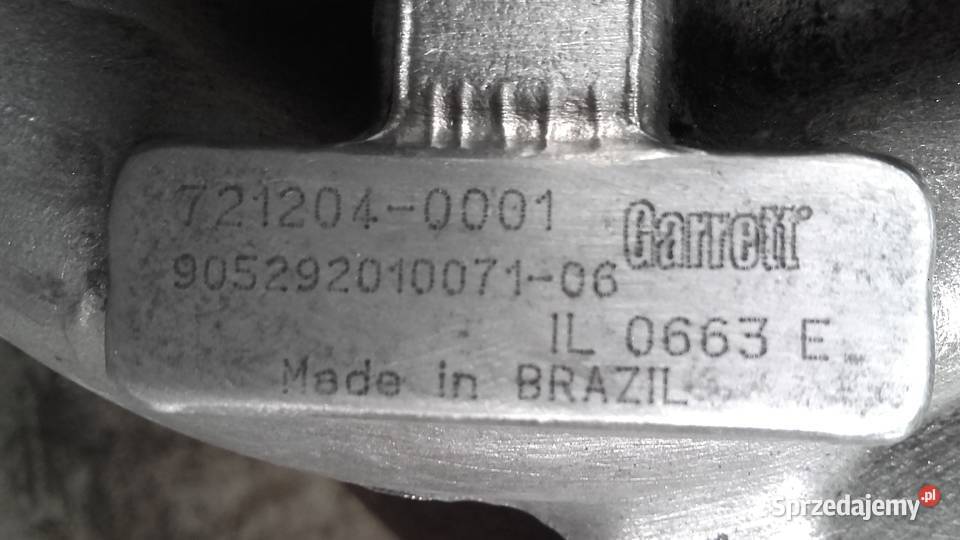 721204-0001
Garrett
905292010071-06
IL 0663 E
Made in BRAZIL
Sprzedajemy.pl